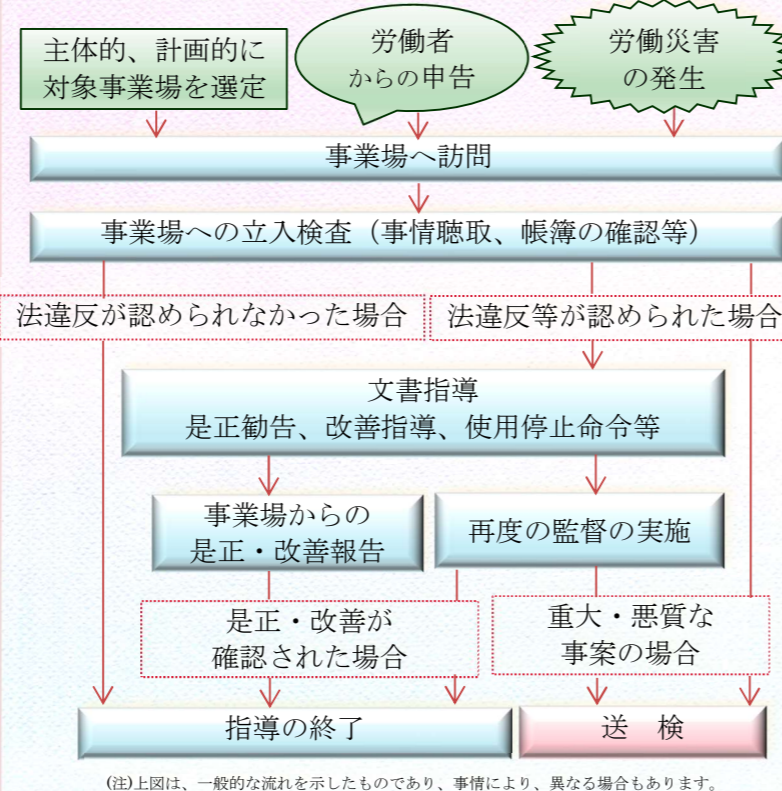 主体的、計画的に
対象事業場を選定
労働者
からの申告
労働災害
の発生
事業場へ訪問
事業場への立入検査（事情聴取、帳簿の確認等）
法違反が認められなかった場合
法違反等が認められた場合
文書指導
是正勧告、改善指導、使用停止命令等
事業場からの
是正・改善報告
再度の監督の実施
是正・改善が
確認された場合
重大・悪質な
事案の場合
指導の終了
送　検
(注)上図は、一般的な流れを示したものであり、事情により、異なる場合もあります。